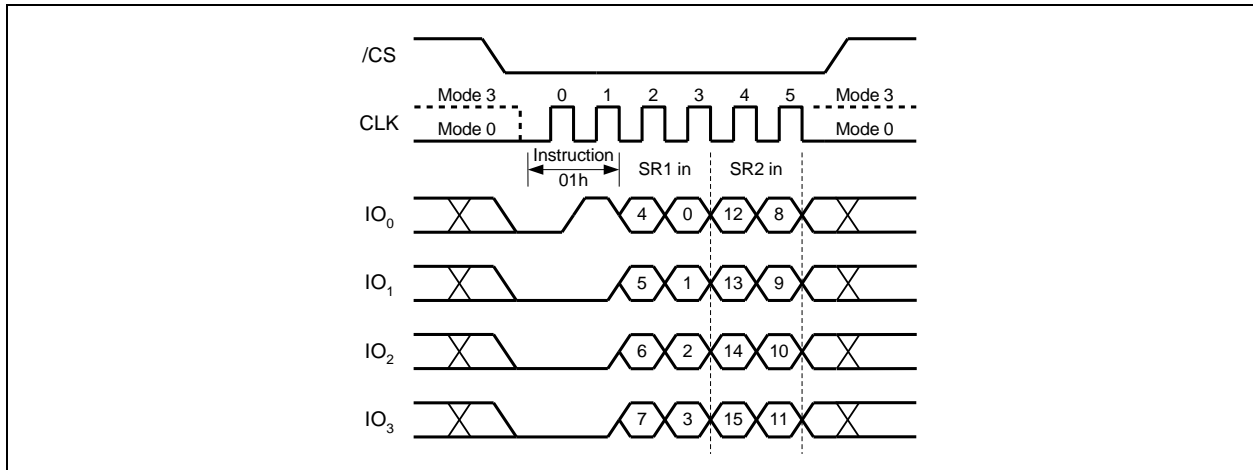 /CS
Mode 3 0 1 2 3 4 5 Mode 3
CLK Mode 0 Mode 0
Instruction
01h SR1 in SR2 in
IO0 4 0 12 8
IO1 5 1 13 9
IO2 6 2 14 10
IO3 7 3 15 11